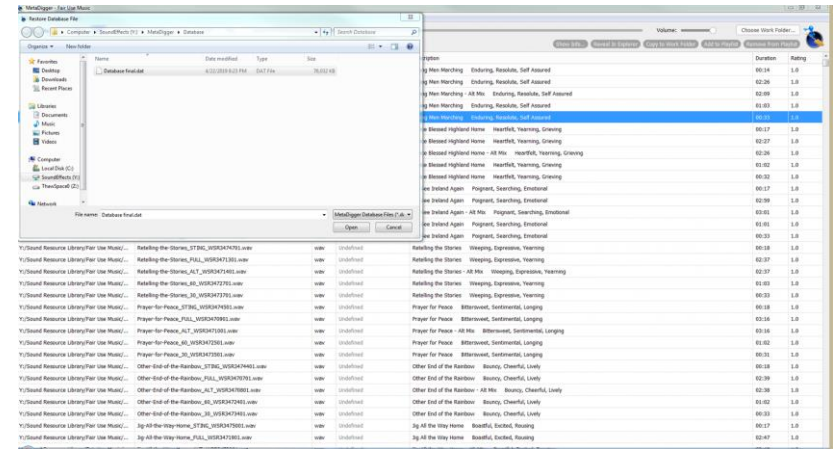 MetaDigger - Fair Use Music
Restore Database File
Computer ▸ SoundEffects (Y:) ▸ MetaDigger ▸ Database
Search Database
Volume:
Choose Work Folder...
Organize
New folder
Show Info...
Reveal in Explorer
Copy to Work Folder
Add to Playlist
Remove from Playlist
Name Date modified Type Size
Description Duration Rating
Favorites
Desktop
Downloads
Recent Places
Libraries
Documents
Music
Pictures
Videos
Computer
Local Disk (C:)
SoundEffects (Y:)
Network
Database final.dat DAT File
File name: Database final.dat
MetaDigger Database Files
Open Cancel
ng Men Marching Enduring, Resolute, Self Assured 00:14 1.0
ng Men Marching Enduring, Resolute, Self Assured 02:26 1.0
ng Men Marching - Alt Mix Enduring, Resolute, Self Assured 02:09 1.0
ng Men Marching Enduring, Resolute, Self Assured 01:03 1.0
ng Men Marching Enduring, Resolute, Self Assured 00:33 1.0
e Blessed Highland Home Heartfelt, Yearning, Grieving 00:17 1.0
e Blessed Highland Home Heartfelt, Yearning, Grieving 02:27 1.0
e Blessed Highland Home - Alt Mix Heartfelt, Yearning, Grieving 02:26 1.0
e Blessed Highland Home Heartfelt, Yearning, Grieving 01:02 1.0
e Blessed Highland Home Heartfelt, Yearning, Grieving 00:32 1.0
ee Ireland Again Poignant, Searching, Emotional 00:17 1.0
ee Ireland Again Poignant, Searching, Emotional 02:58 1.0
ee Ireland Again - Alt Mix Poignant, Searching, Emotional 03:01 1.0
ee Ireland Again Poignant, Searching, Emotional 01:01 1.0
ee Ireland Again Poignant, Searching, Emotional 00:33 1.0
Y:/Sound Resource Library/Fair Use Music/... Retelling-the-Stories_STING_WSR3474701.wav wav Undefined Retelling the Stories Weeping, Expressive, Yearning 00:18 1.0
Y:/Sound Resource Library/Fair Use Music/... Retelling-the-Stories_FULL_WSR3471301.wav wav Undefined Retelling the Stories Weeping, Expressive, Yearning 02:37 1.0
Y:/Sound Resource Library/Fair Use Music/... Retelling-the-Stories_ALT_WSR3471401.wav wav Undefined Retelling the Stories - Alt Mix Weeping, Expressive, Yearning 02:37 1.0
Y:/Sound Resource Library/Fair Use Music/... Retelling-the-Stories_60_WSR3472701.wav wav Undefined Retelling the Stories Weeping, Expressive, Yearning 01:03 1.0
Y:/Sound Resource Library/Fair Use Music/... Retelling-the-Stories_30_WSR3473701.wav wav Undefined Retelling the Stories Weeping, Expressive, Yearning 00:33 1.0
Y:/Sound Resource Library/Fair Use Music/... Prayer-for-Peace_STING_WSR3474501.wav wav Undefined Prayer for Peace Bittersweet, Sentimental, Longing 00:18 1.0
Y:/Sound Resource Library/Fair Use Music/... Prayer-for-Peace_FULL_WSR3470901.wav wav Undefined Prayer for Peace Bittersweet, Sentimental, Longing 03:16 1.0
Y:/Sound Resource Library/Fair Use Music/... Prayer-for-Peace_ALT_WSR3471001.wav wav Undefined Prayer for Peace - Alt Mix Bittersweet, Sentimental, Longing 03:16 1.0
Y:/Sound Resource Library/Fair Use Music/... Prayer-for-Peace_60_WSR3472501.wav wav Undefined Prayer for Peace Bittersweet, Sentimental, Longing 01:02 1.0
Y:/Sound Resource Library/Fair Use Music/... Prayer-for-Peace_30_WSR3473501.wav wav Undefined Prayer for Peace Bittersweet, Sentimental, Longing 00:31 1.0
Y:/Sound Resource Library/Fair Use Music/... Other-End-of-the-Rainbow_STING_WSR3474401.wav wav Undefined Other End of the Rainbow Bouncy, Cheerful, Lively 00:18 1.0
Y:/Sound Resource Library/Fair Use Music/... Other-End-of-the-Rainbow_FULL_WSR3470701.wav wav Undefined Other End of the Rainbow Bouncy, Cheerful, Lively 02:39 1.0
Y:/Sound Resource Library/Fair Use Music/... Other-End-of-the-Rainbow_ALT_WSR3470801.wav wav Undefined Other End of the Rainbow - Alt Mix Bouncy, Cheerful, Lively 02:38 1.0
Y:/Sound Resource Library/Fair Use Music/... Other-End-of-the-Rainbow_60_WSR3472401.wav wav Undefined Other End of the Rainbow Bouncy, Cheerful, Lively 01:02 1.0
Y:/Sound Resource Library/Fair Use Music/... Other-End-of-the-Rainbow_30_WSR3473401.wav wav Undefined Other End of the Rainbow Bouncy, Cheerful, Lively 00:33 1.0
Y:/Sound Resource Library/Fair Use Music/... Jig-All-the-Way-Home_STING_WSR3475001.wav wav Undefined Jig All the Way Home Boastful, Excited, Rousing 00:17 1.0
Y:/Sound Resource Library/Fair Use Music/... Jig-All-the-Way-Home_FULL_WSR3471801.wav wav Undefined Jig All the Way Home Boastful, Excited, Rousing 02:47 1.0